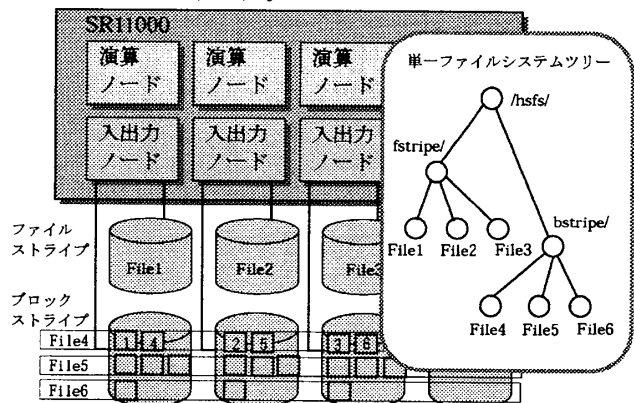 SR11000
演算
ノード
演算
ノード
演算
ノード
入出力
ノード
入出力
ノード
入出力
ノード
ファイル
ストライプ
File1
File2
File3
ブロック
ストライプ
File4
1
4
2
5
3
6
File5
File6
単一ファイルシステムツリー
/hsfs/
fstripe/
File1
File2
File3
bstripe/
File4
File5
File6